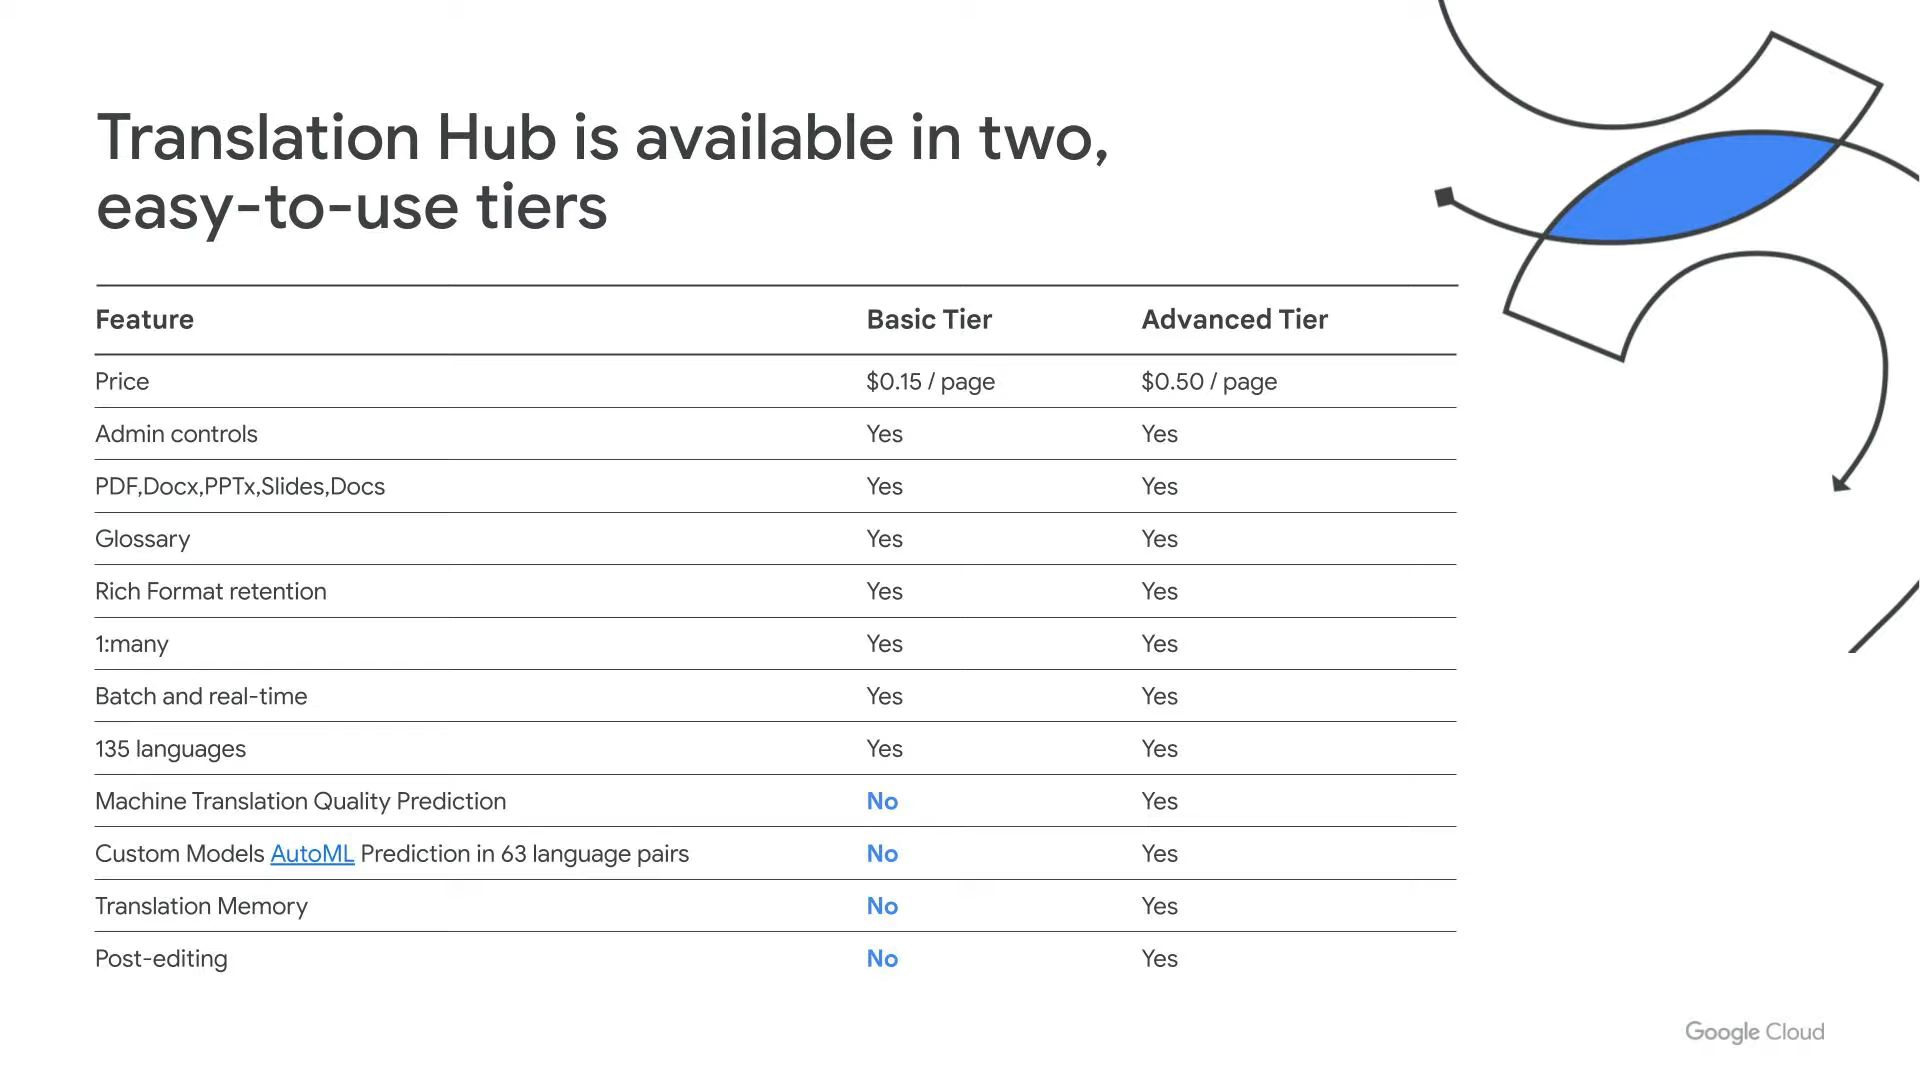 Translation Hub is available in two,
easy-to-use tiers
Feature Basic Tier Advanced Tier
Price $0.15 / page $0.50 / page
Admin controls Yes Yes
PDF,Docx,PPTx,Slides,Docs Yes Yes
Glossary Yes Yes
Rich Format retention Yes Yes
1:many Yes Yes
Batch and real-time Yes Yes
135 languages Yes Yes
Machine Translation Quality Prediction No Yes
Custom Models AutoML Prediction in 63 language pairs No Yes
Translation Memory No Yes
Post-editing No Yes
Google Cloud